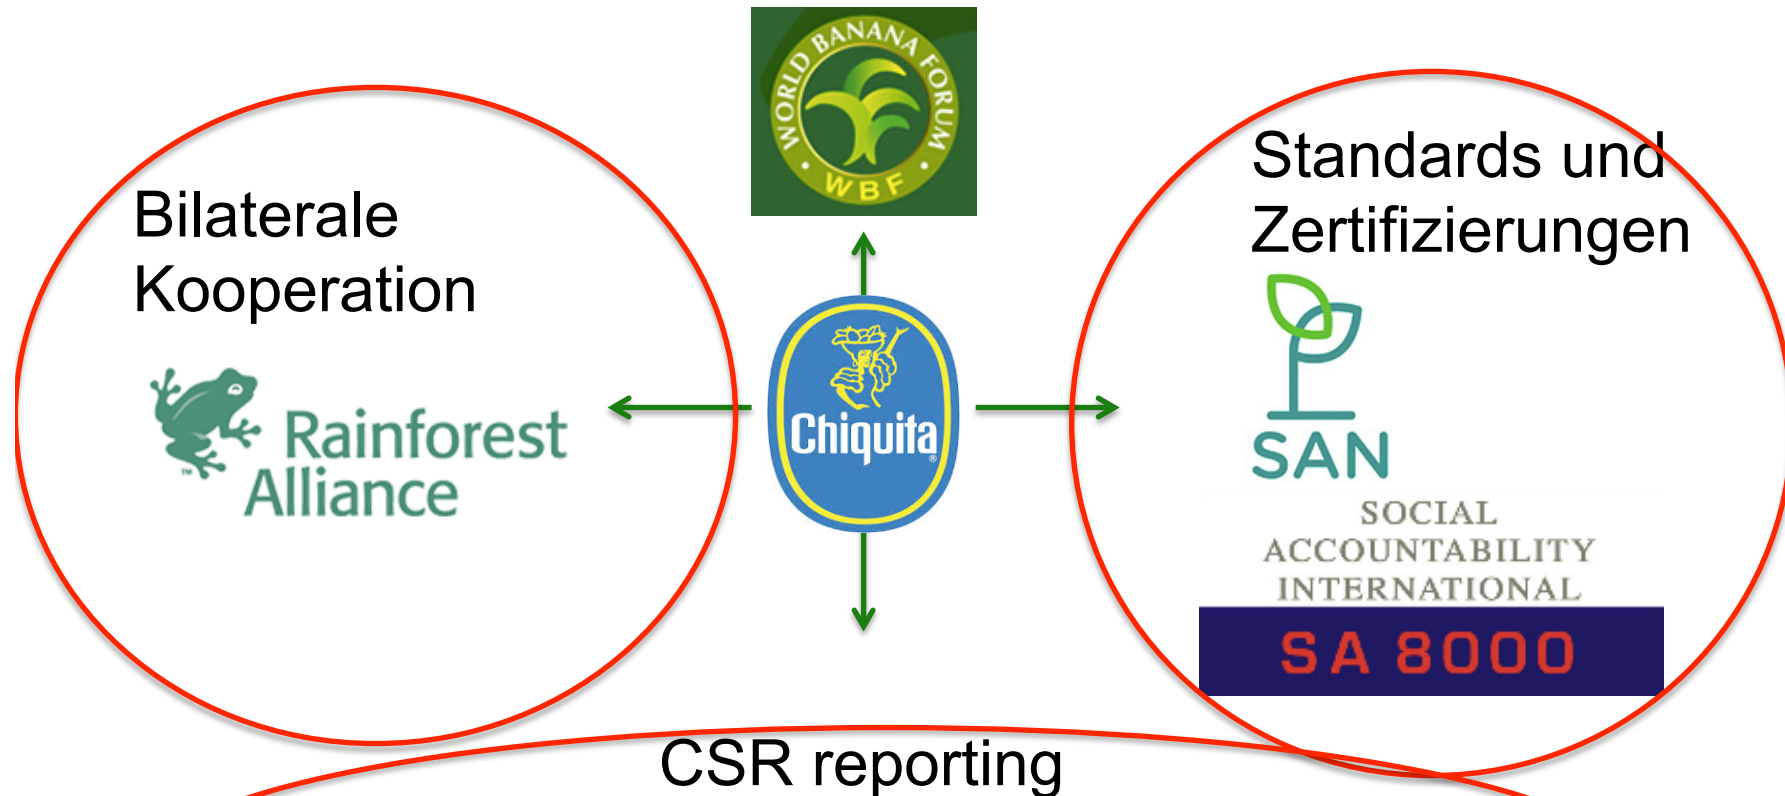 WORLD BANANA FORUM
WBF
Bilaterale
Kooperation
Rainforest
Alliance
TM
Chiquita
®
Standards und
Zertifizierungen
SAN
SOCIAL
ACCOUNTABILITY
INTERNATIONAL
SA 8000
CSR reporting